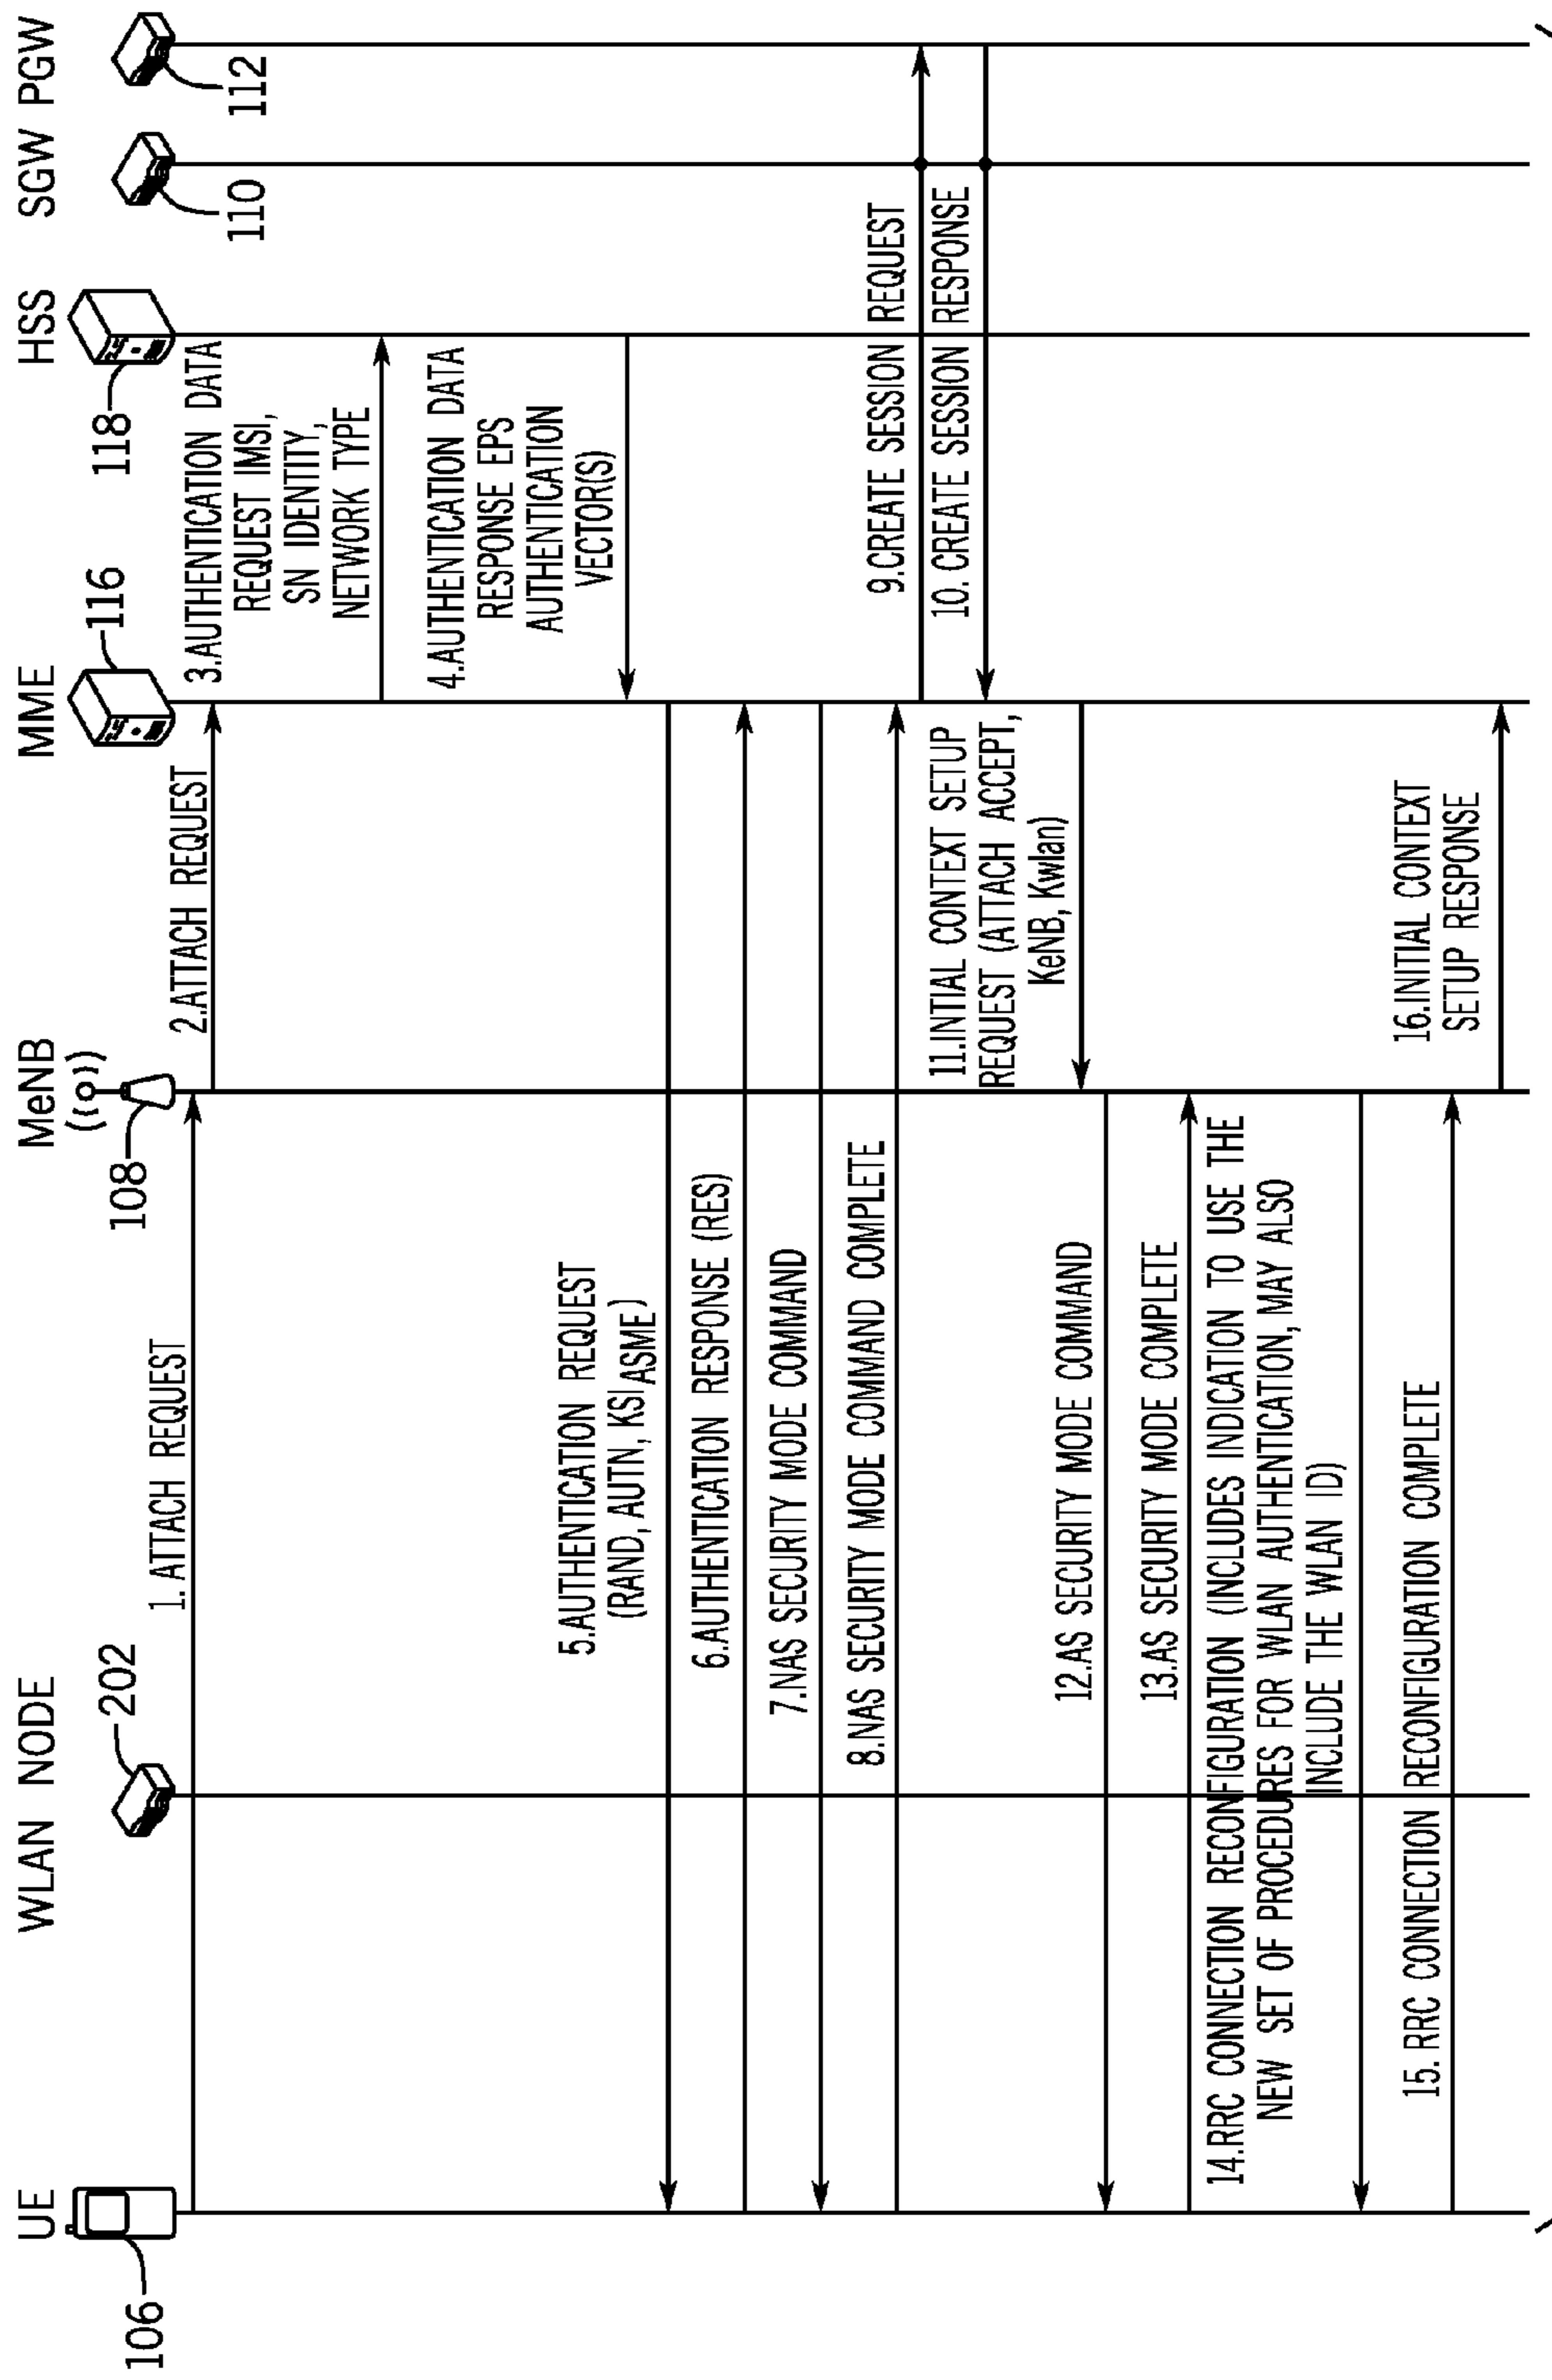 UE
WLAN NODE
MeNB
MME
HSS
SGW
PGW
106
202
108
116
118
110
112
1. ATTACH REQUEST
2.ATTACH REQUEST
3.AUTHENTICATION DATA
REQUEST IMSI,
SN IDENTITY,
NETWORK TYPE
4.AUTHENTICATION DATA
RESPONSE EPS
AUTHENTICATION
VECTOR(S)
5.AUTHENTICATION REQUEST
(RAND, AUTN, KSI ASME)
6.AUTHENTICATION RESPONSE (RES)
7.NAS SECURITY MODE COMMAND
8.NAS SECURITY MODE COMMAND COMPLETE
9.CREATE SESSION REQUEST
10. CREATE SESSION RESPONSE
11.INTIAL CONTEXT SETUP
REQUEST (ATTACH ACCEPT,
KeNB, Kwlan)
12.AS SECURITY MODE COMMAND
13.AS SECURITY MODE COMPLETE
14.RRC CONNECTION RECONFIGURATION (INCLUDES INDICATION TO USE THE
NEW SET OF PROCEDURES FOR WLAN AUTHENTICATION, MAY ALSO
INCLUDE THE WLAN ID)
15. RRC CONNECTION RECONFIGURATION COMPLETE
16.INITIAL CONTEXT
SETUP RESPONSE